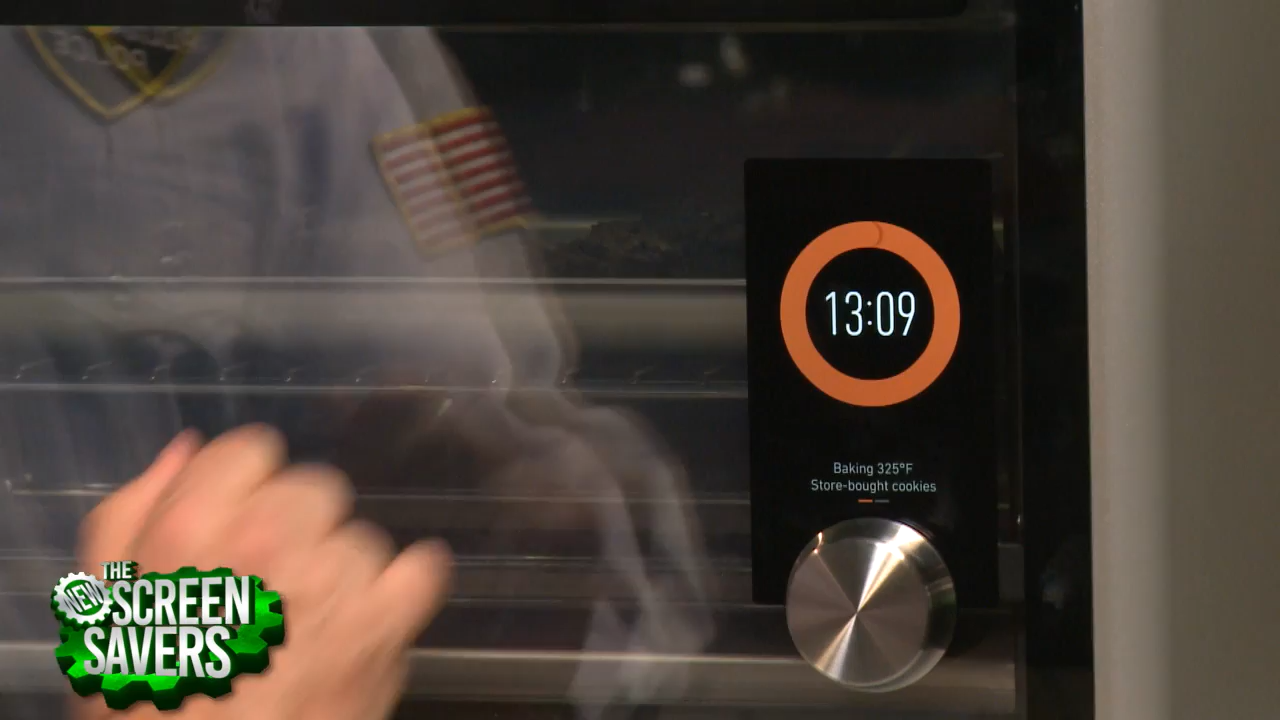 13:09
Baking 325°F
Store-bought cookies
THE
NEW
SCREEN
SAVERS